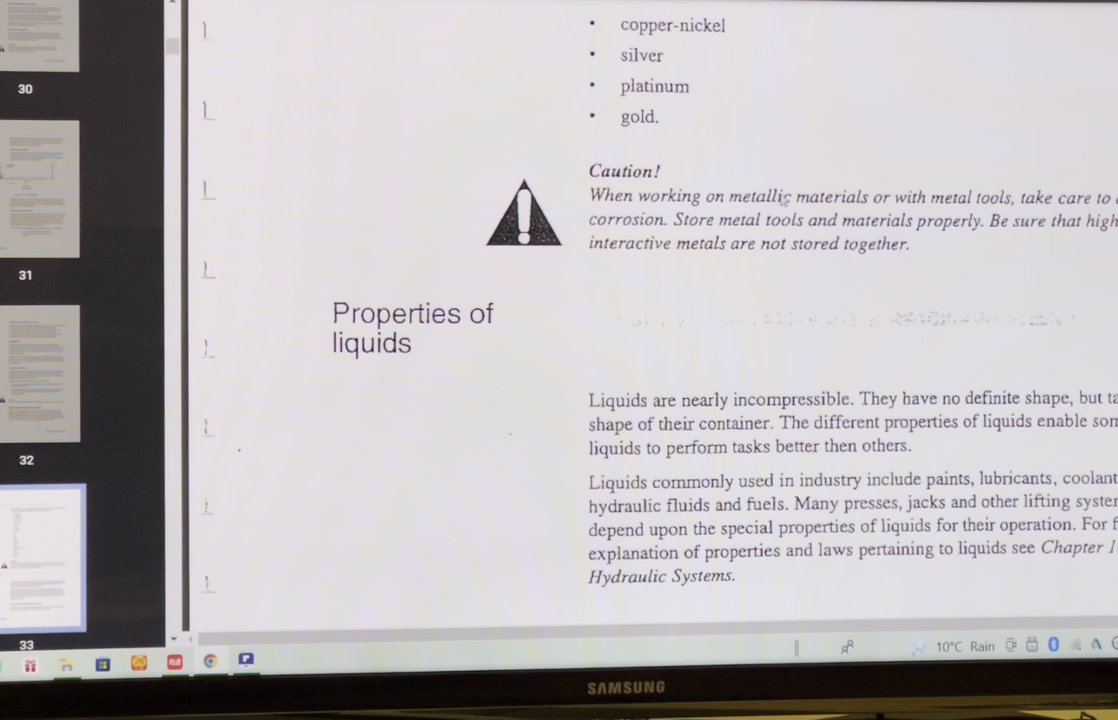 30
31
32
33
• copper-nickel
• silver
• platinum
• gold.
Caution!
When working on metallic materials or with metal tools, take care to
corrosion. Store metal tools and materials properly. Be sure that high
interactive metals are not stored together.
Properties of
liquids
Liquids are nearly incompressible. They have no definite shape, but ta
shape of their container. The different properties of liquids enable som
liquids to perform tasks better then others.
Liquids commonly used in industry include paints, lubricants, coolant
hydraulic fluids and fuels. Many presses, jacks and other lifting system
depend upon the special properties of liquids for their operation. For f
explanation of properties and laws pertaining to liquids see Chapter 1
Hydraulic Systems.
10°C Rain
SAMSUNG